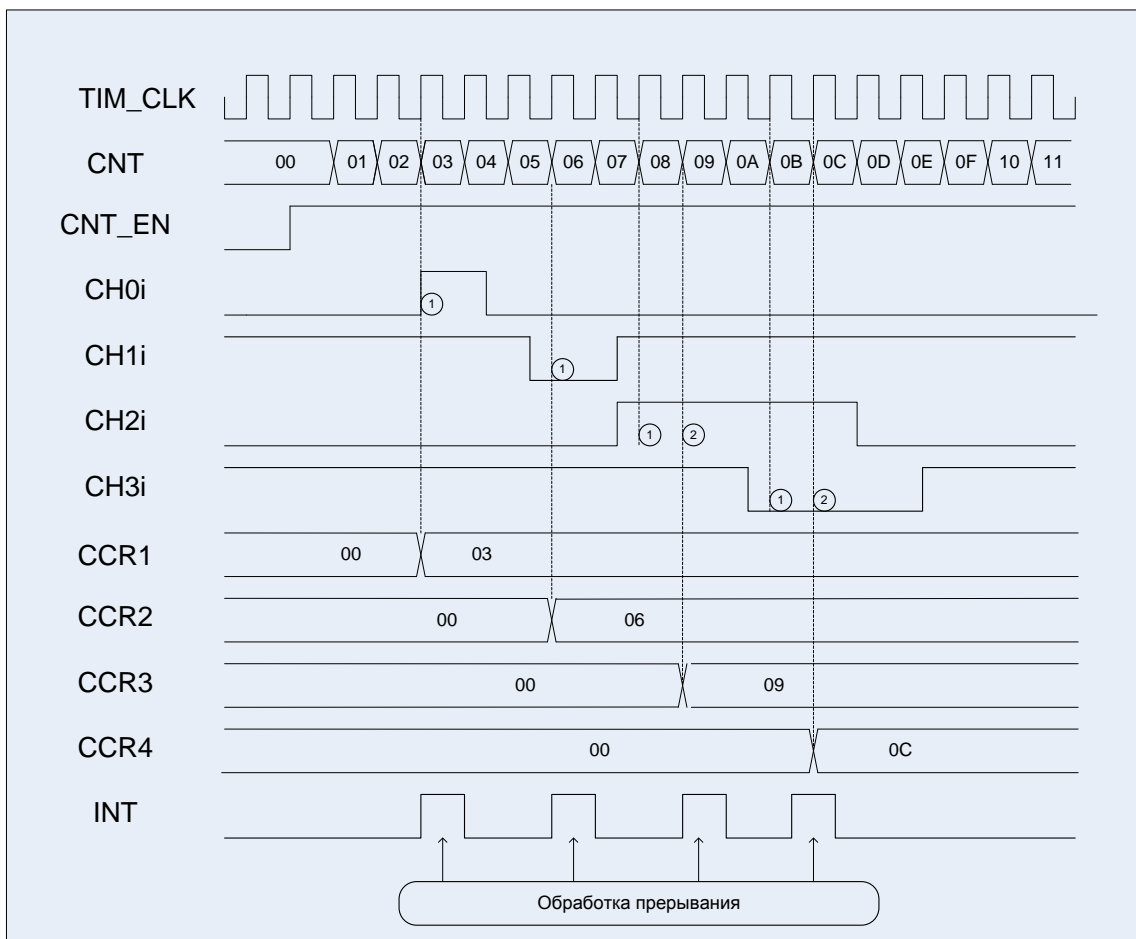 TIM_CLK
CNT 00 01 02 03 04 05 06 07 08 09 0A 0B 0C 0D 0E 0F 10 11
CNT_EN
CH0i 1
CH1i 1
CH2i 1 2
CH3i 1 2
CCR1 00 03
CCR2 00 06
CCR3 00 09
CCR4 00 0C
INT
Обработка прерывания